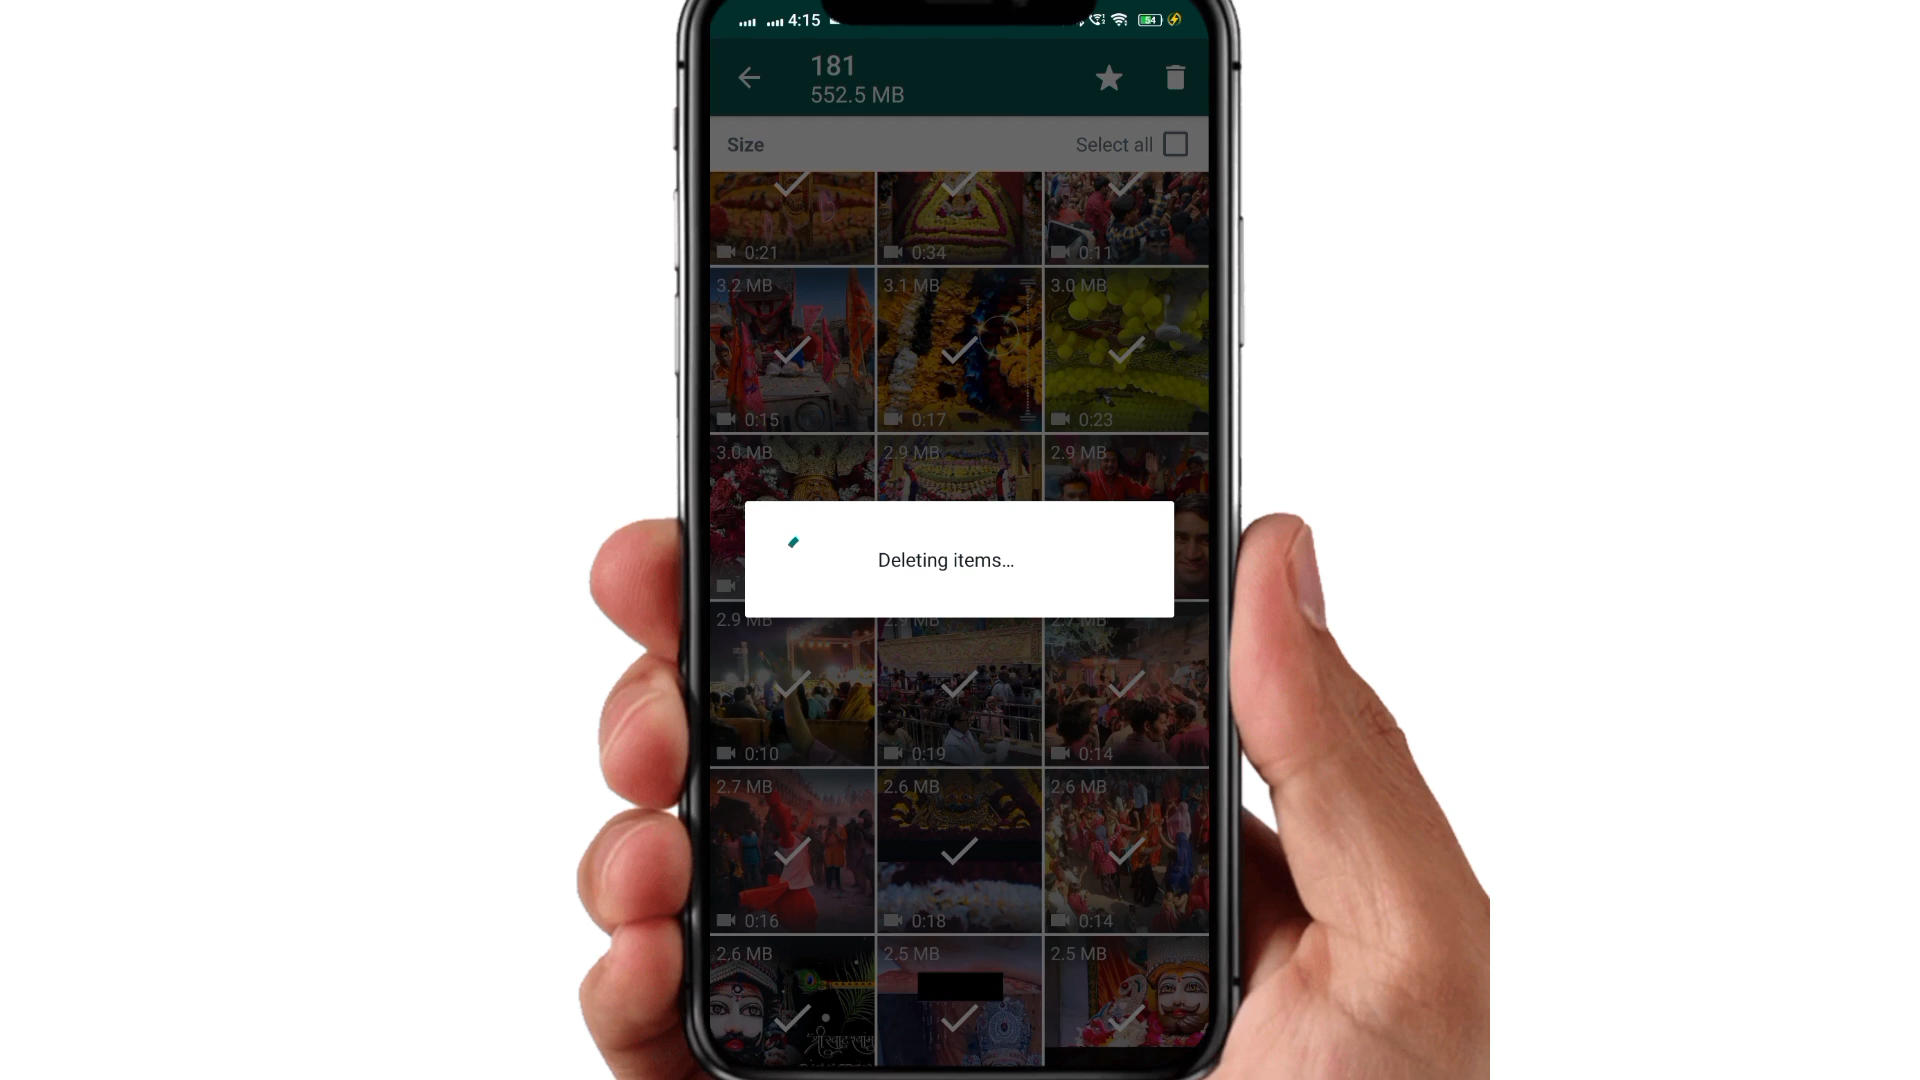 4:15
54
181
552.5 MB
Size
Select all
0:21
0:34
0:11
3.2 MB
3.1 MB
3.0 MB
0:15
0:17
0:23
3.0 MB
2.9 MB
2.9 MB
Deleting items...
2.9 MB
2.9 MB
2.7 MB
0:10
0:19
0:14
2.7 MB
2.6 MB
2.6 MB
0:16
0:18
0:14
2.6 MB
2.5 MB
2.5 MB